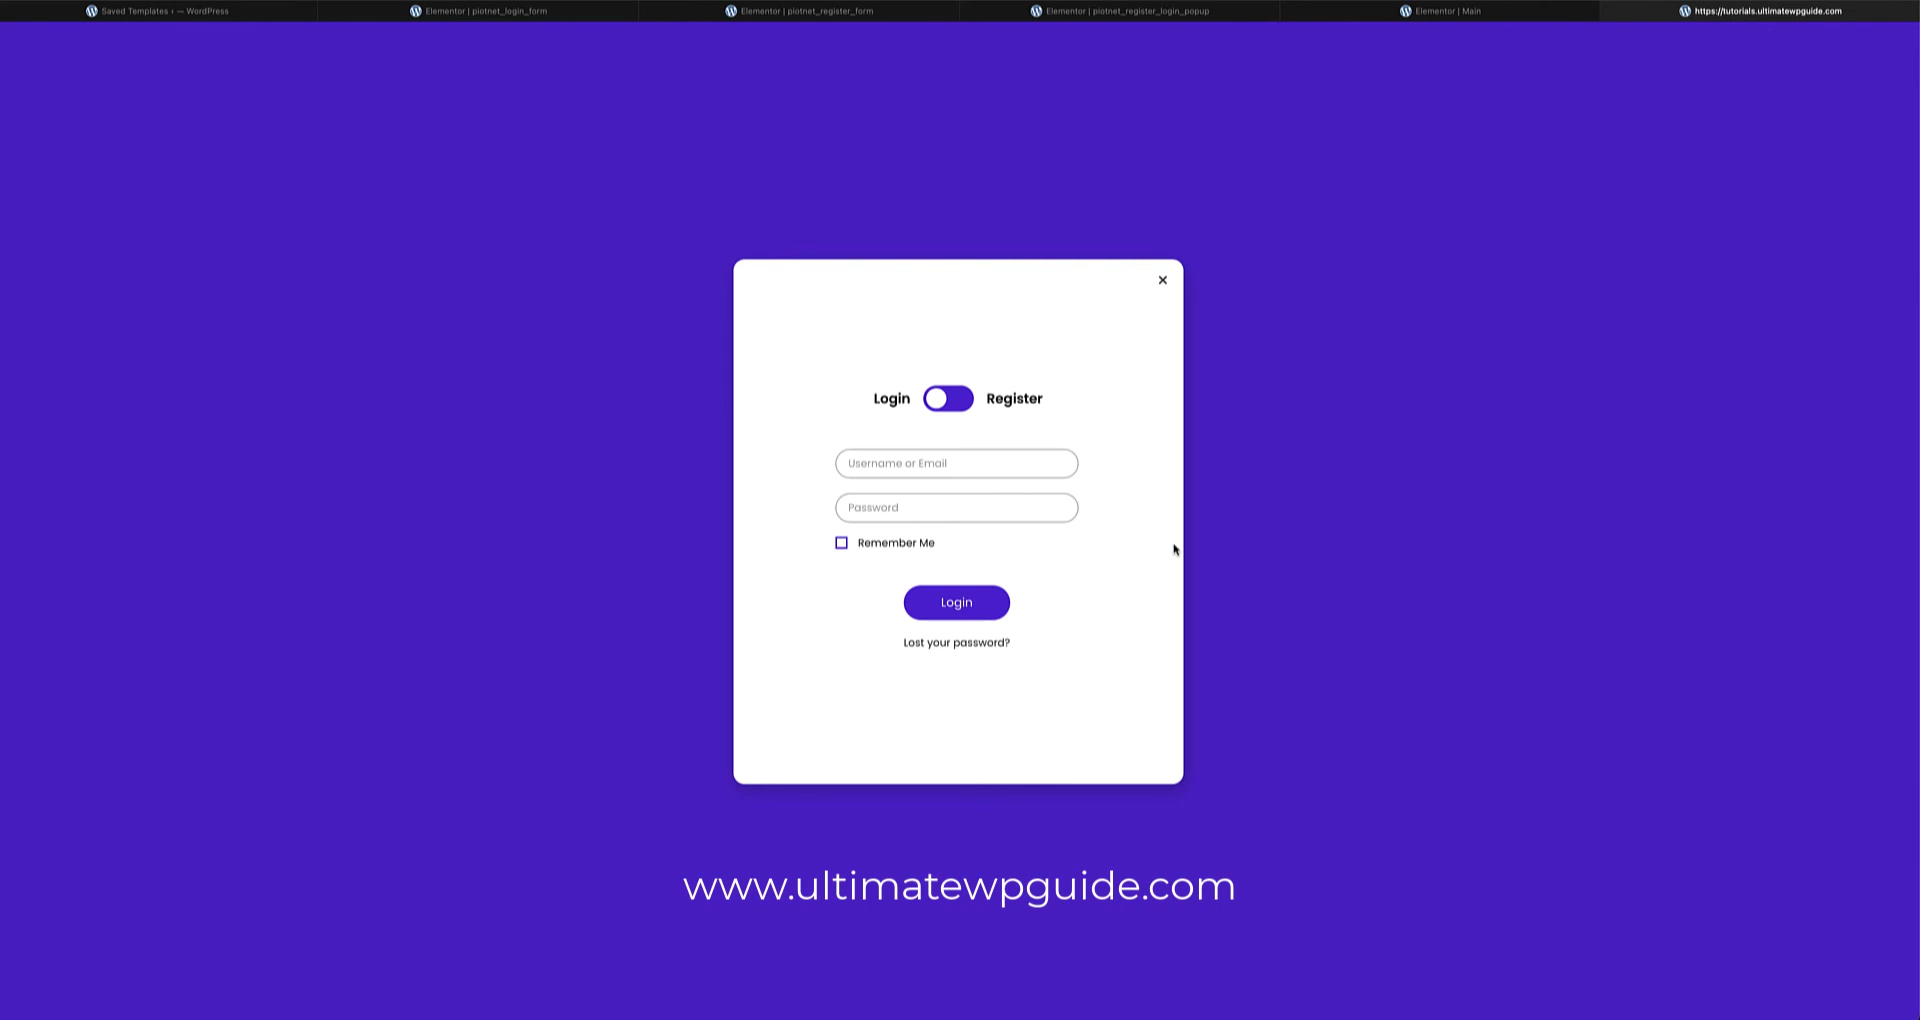 Saved Templates ‹ — WordPress
Elementor | piotnet_login_form
Elementor | piotnet_register_form
Elementor | piotnet_register_login_popup
Elementor | Main
https://tutorials.ultimatewpguide.com
×
Login Register
Username or Email
Password
Remember Me
Login
Lost your password?
www.ultimatewpguide.com